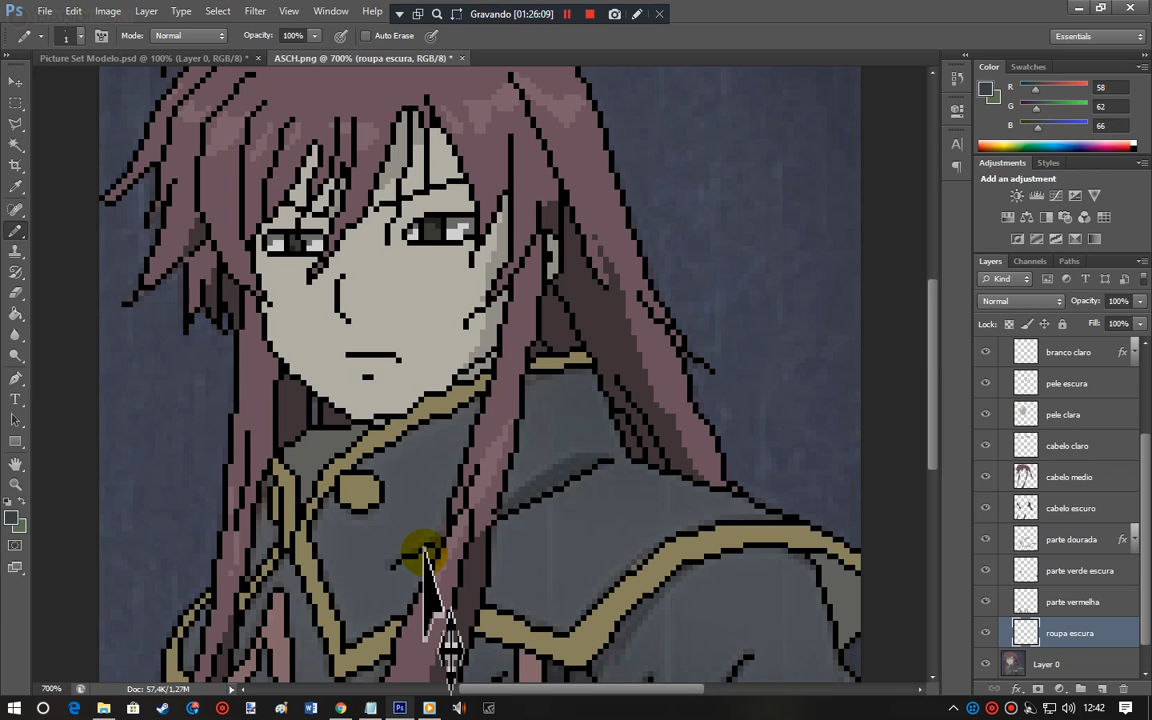 File Edit Image Layer Type Select Filter View Window Help
Gravando [01:26:09]
1 Mode: Normal Opacity: 100% Auto Erase Essentials
Picture Set Modelo.psd @ 100% (Layer 0, RGB/8) * × ASCH.png @ 700% (roupa escura, RGB/8) * ×
Color Swatches
R 58
G 62
B 66
Adjustments Styles
Add an adjustment
Layers Channels Paths
Kind
Normal Opacity: 100%
Lock: Fill: 100%
branco claro fx
pele escura
pele clara
cabelo claro
cabelo medio
cabelo escuro
parte dourada fx
parte verde escura
parte vermelha
roupa escura
Layer 0
700% Doc: 57,4K/1,27M
12:42